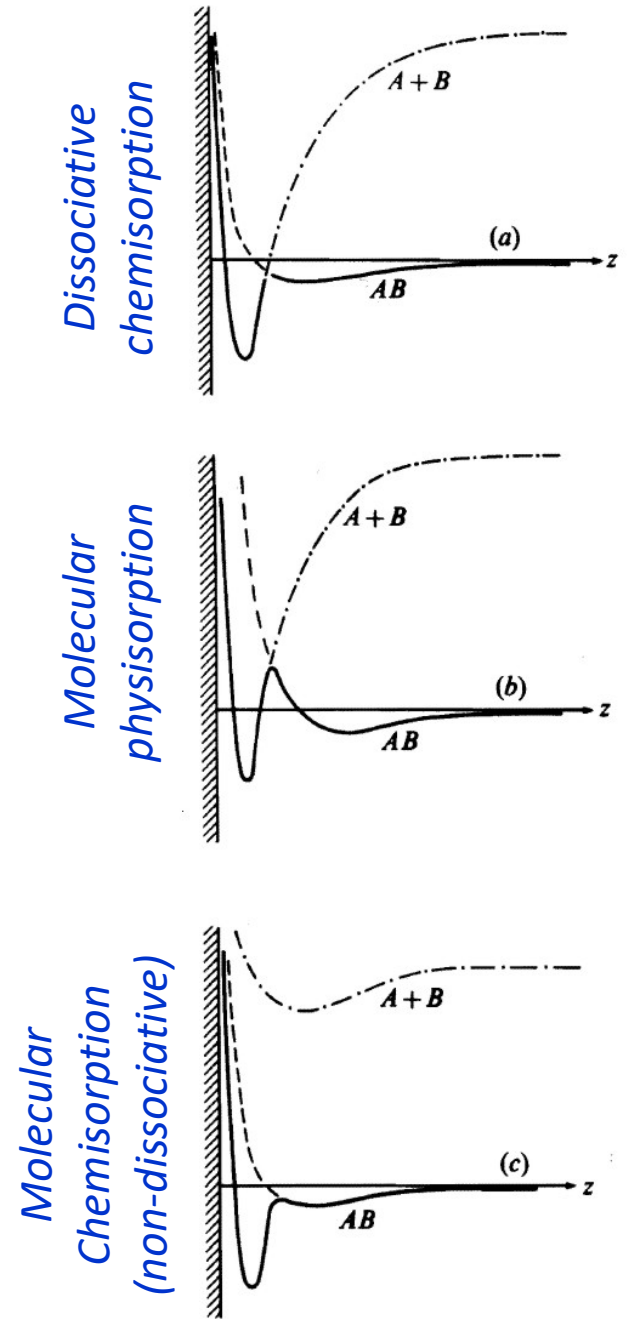 Dissociative
chemisorption
A + B
(a)
z
AB
Molecular
physisorption
A + B
(b)
z
AB
Molecular
Chemisorption
(non-dissociative)
A + B
(c)
z
AB